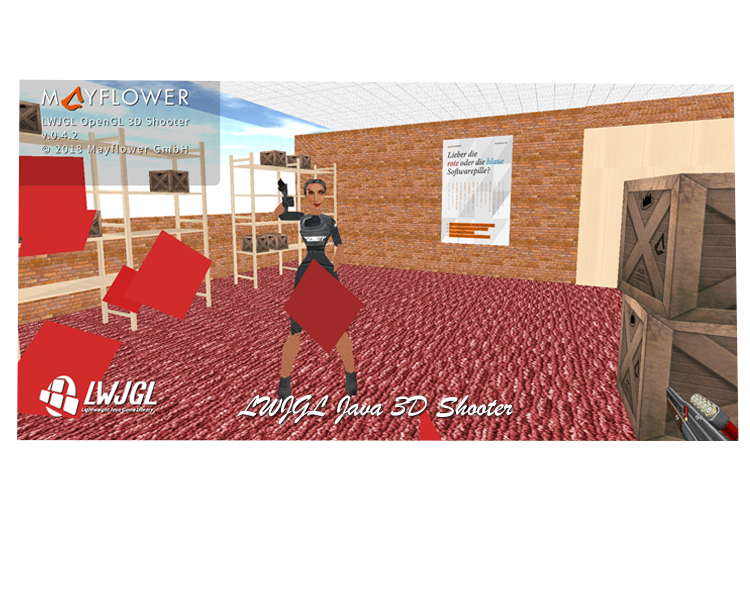 MAYFLOWER
LWJGL OpenGL 3D Shooter
v.0.4.2
© 2018 Mayflower GmbH
Lieber die
rote oder die blaue
Softwarepille?
LWJGL
Lightweight Java Game Library
LWJGL Java 3D Shooter